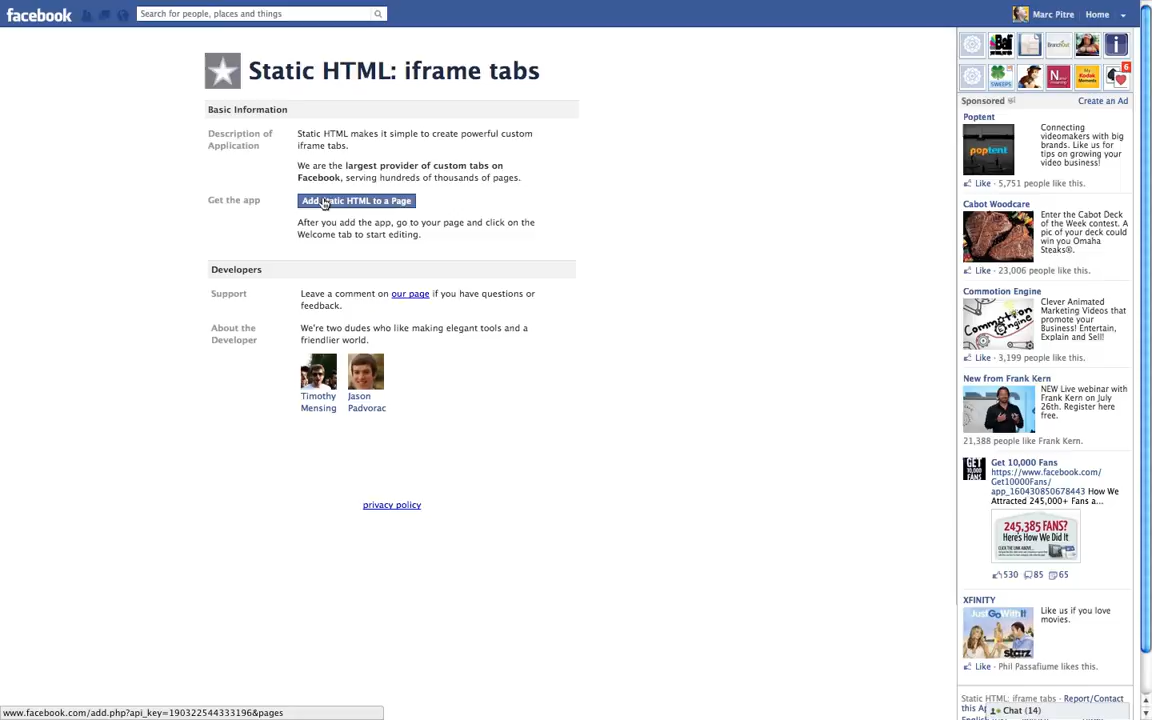 facebook
Search for people, places and things
Marc Pitre
Home
Static HTML: iframe tabs
Basic Information
Description of
Application
Static HTML makes it simple to create powerful custom
iframe tabs.
We are the largest provider of custom tabs on
Facebook, serving hundreds of thousands of pages.
Get the app
Add Static HTML to a Page
After you add the app, go to your page and click on the
Welcome tab to start editing.
Developers
Support
Leave a comment on our page if you have questions or
feedback.
About the
Developer
We're two dudes who like making elegant tools and a
friendlier world.
Timothy
Mensing
Jason
Padvorac
privacy policy
6
Sponsored
Create an Ad
Poptent
poptent
Connecting
videomakers with big
brands. Like us for
tips on growing your
video business!
Like · 5,751 people like this.
Cabot Woodcare
Enter the Cabot Deck
of the Week contest. A
pic of your deck could
win you Omaha
Steaks®.
Like · 23,006 people like this.
Commotion Engine
Commotion
Engine
Clever Animated
Marketing Videos that
promote your
Business! Entertain,
Explain and Sell!
Like · 3,199 people like this.
New from Frank Kern
NEW Live webinar with
Frank Kern on July
26th. Register here
free.
21,388 people like Frank Kern.
GET
10,000
FANS
Get 10,000 Fans
https://www.facebook.com/
Get10000Fans/
app_160430850678443 How We
Attracted 245,000+ Fans a...
245,385 FANS?
HERE'S HOW WE DID IT
530
85
65
XFINITY
Just Go With It
starz
Like us if you love
movies.
Like · Phil Passafiume likes this.
Static HTML: iframe tabs · Report/Contact
Chat (14)
www.facebook.com/add.php?api_key=190322544333196&pages